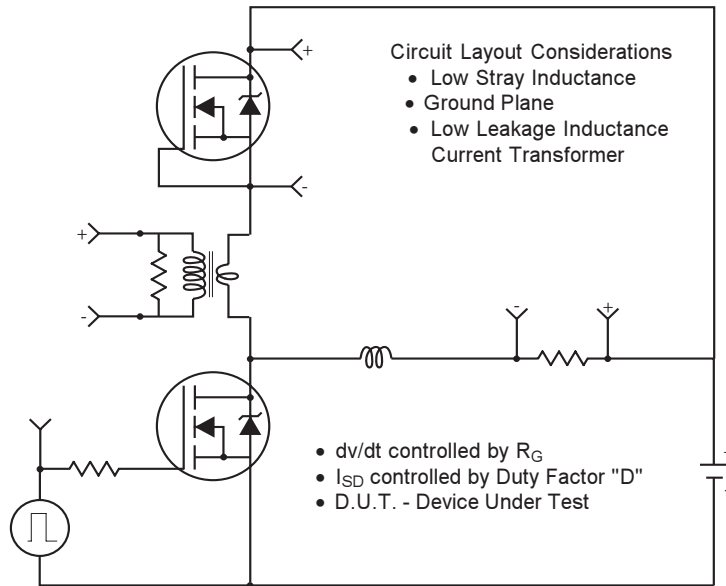 +
Circuit Layout Considerations
• Low Stray Inductance
• Ground Plane
• Low Leakage Inductance
Current Transformer
-
+
-
- +
• dv/dt controlled by RG
• ISD controlled by Duty Factor "D"
• D.U.T. - Device Under Test